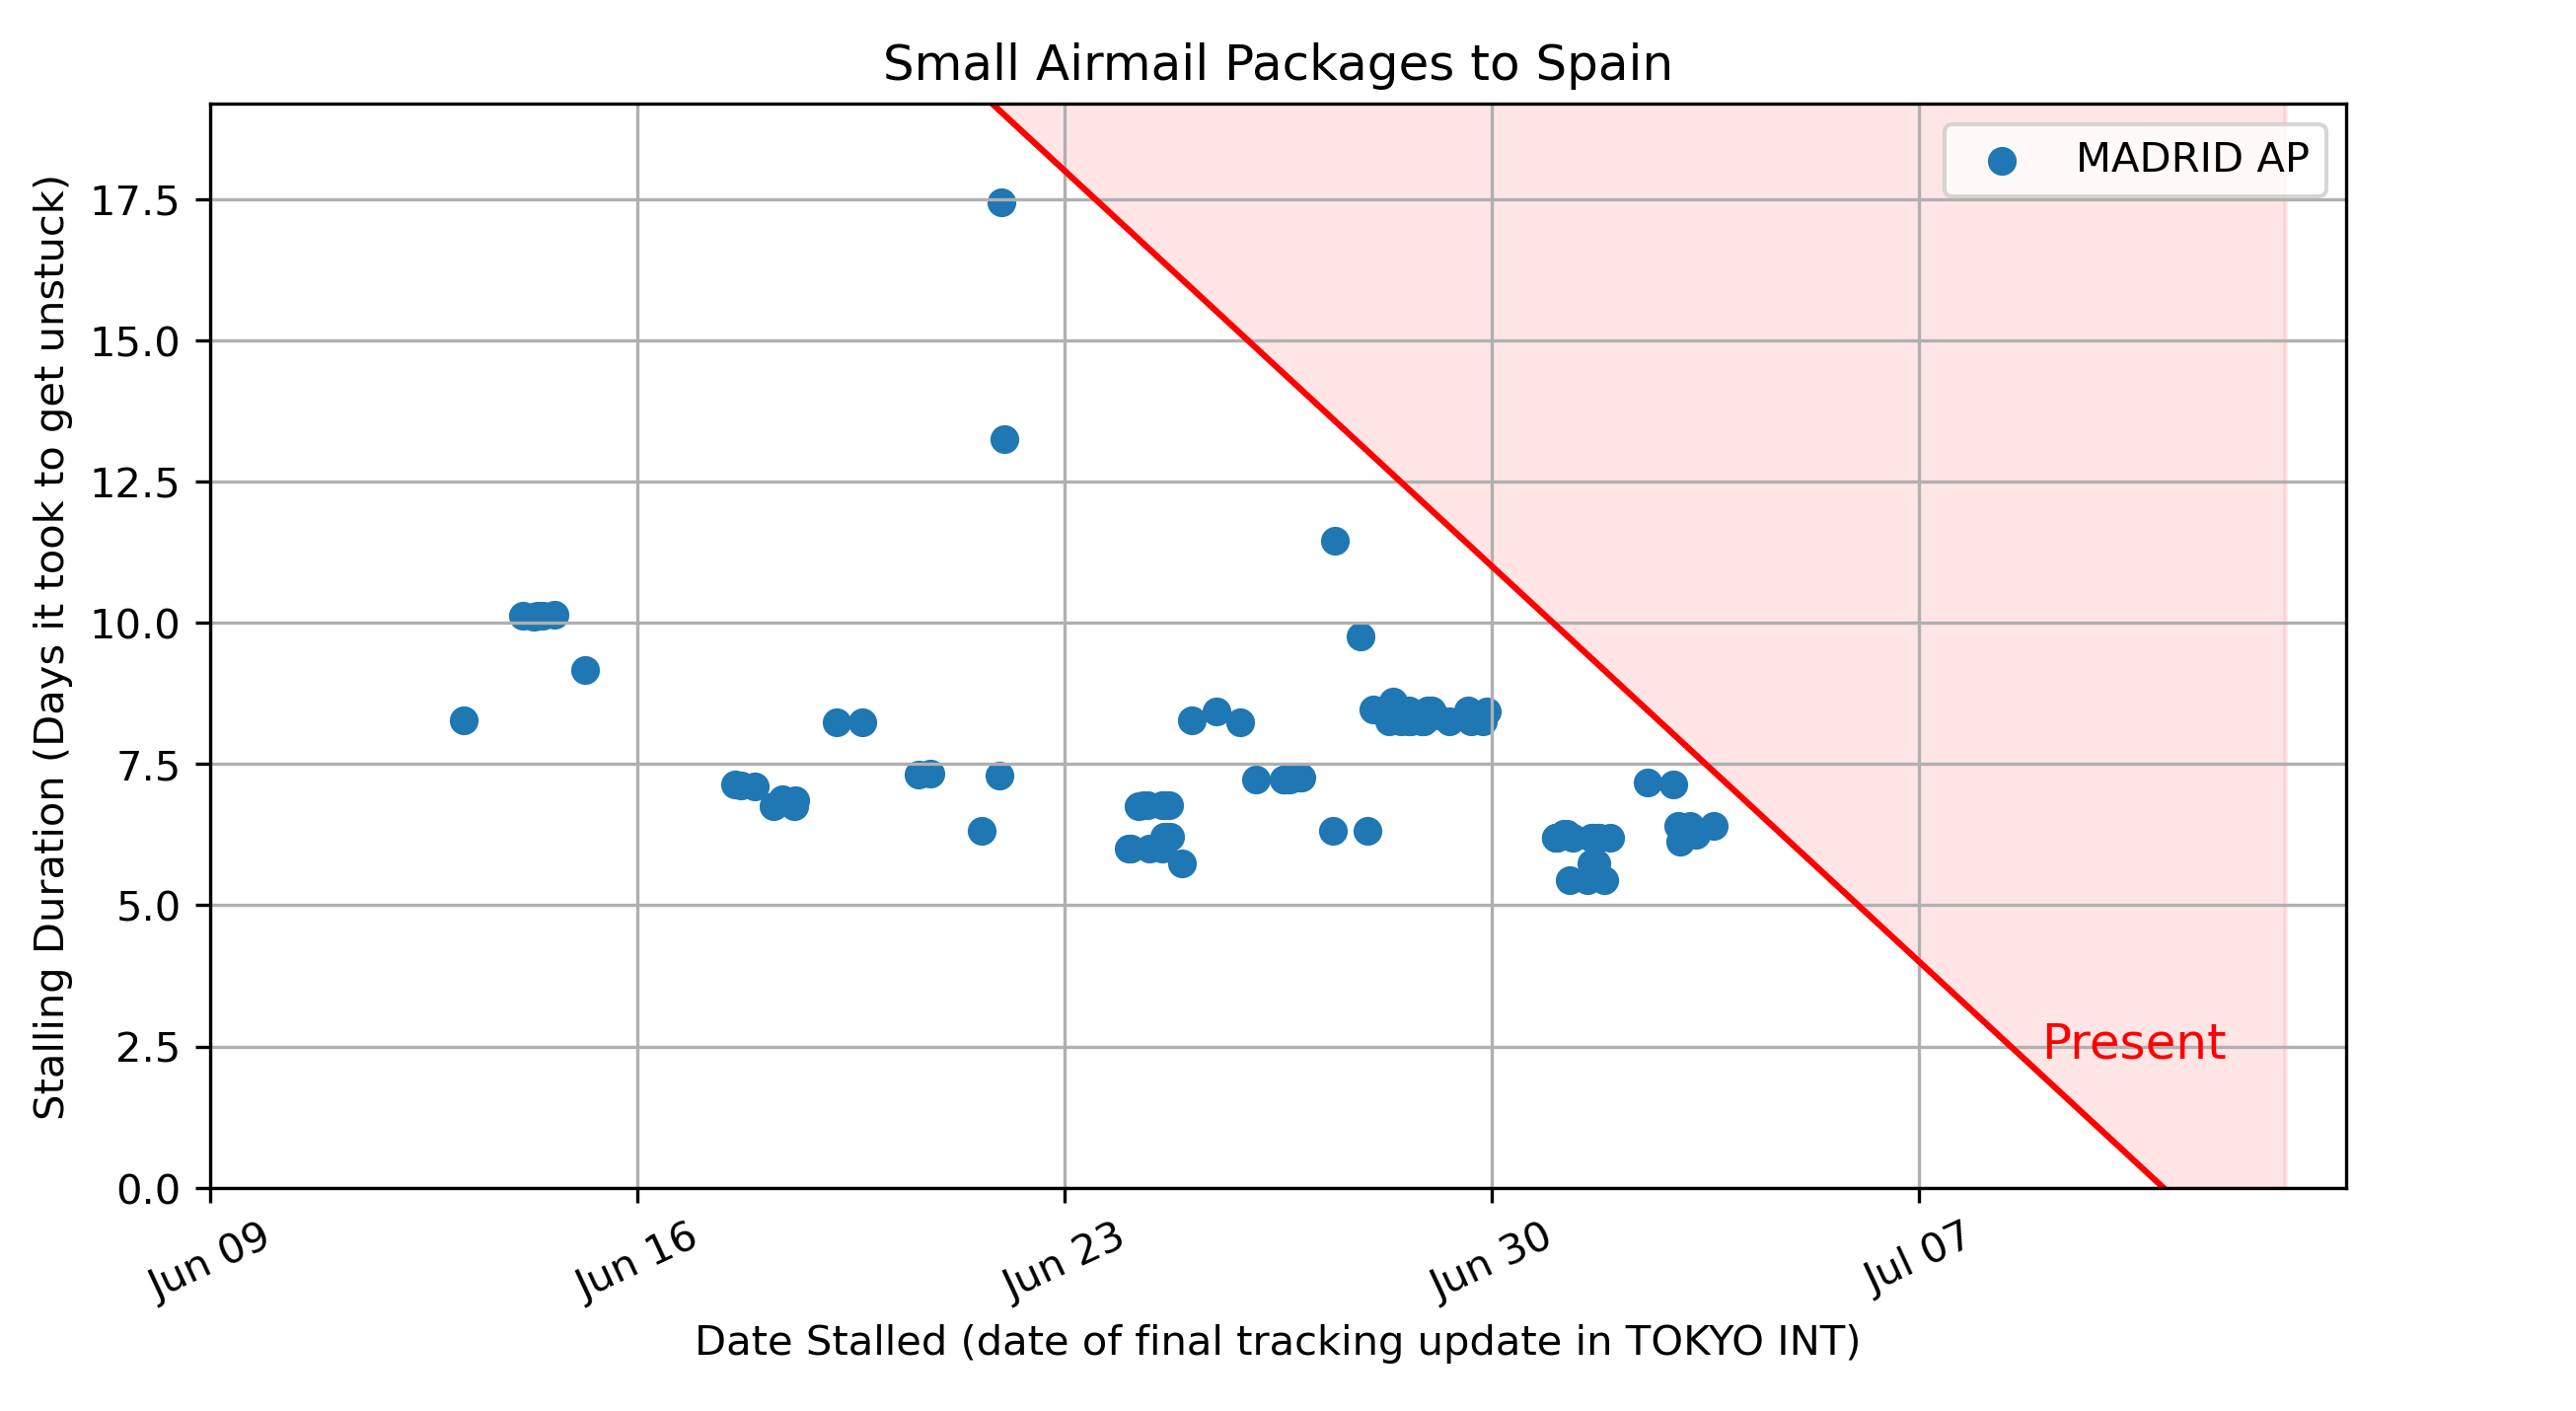 Small Airmail Packages to Spain
MADRID AP
Stalling Duration (Days it took to get unstuck)
17.5
15.0
12.5
10.0
7.5
5.0
2.5
0.0
Present
Jun 09
Jun 16
Jun 23
Jun 30
Jul 07
Date Stalled (date of final tracking update in TOKYO INT)